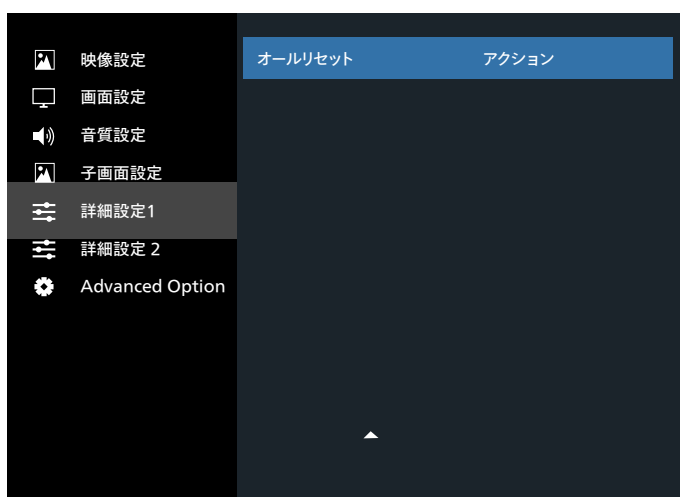 映像設定
画面設定
音質設定
子画面設定
詳細設定1
詳細設定 2
Advanced Option
オールリセット アクション